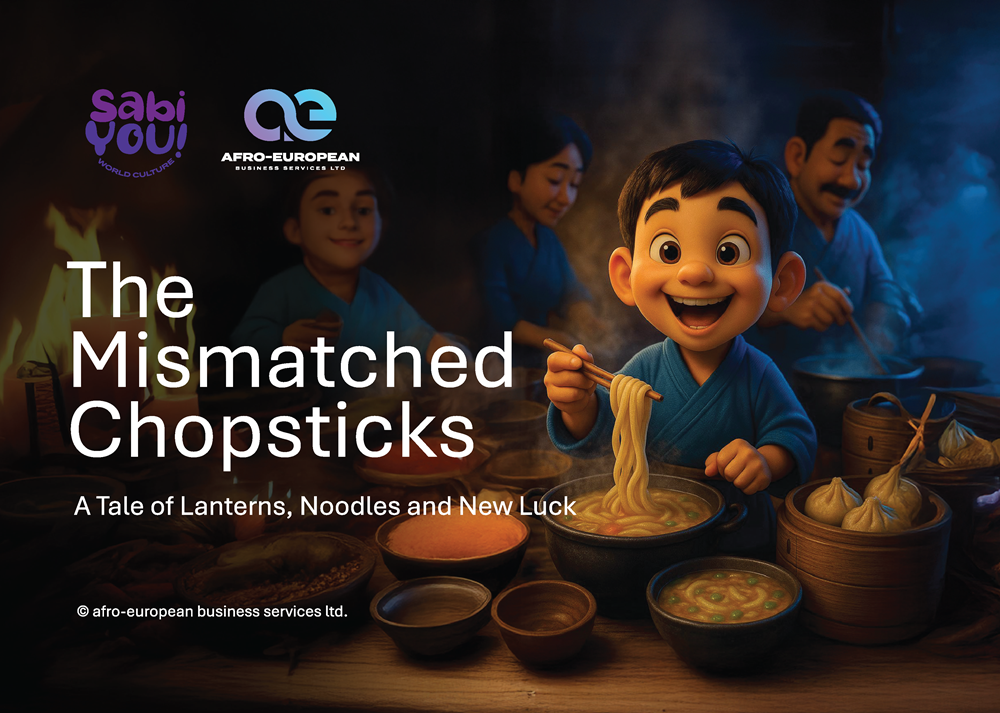 sabi
YOU!
WORLD CULTURE
ae
AFRO-EUROPEAN
BUSINESS SERVICES LTD
The
Mismatched
Chopsticks
A Tale of Lanterns, Noodles and New Luck
© afro-european business services ltd.